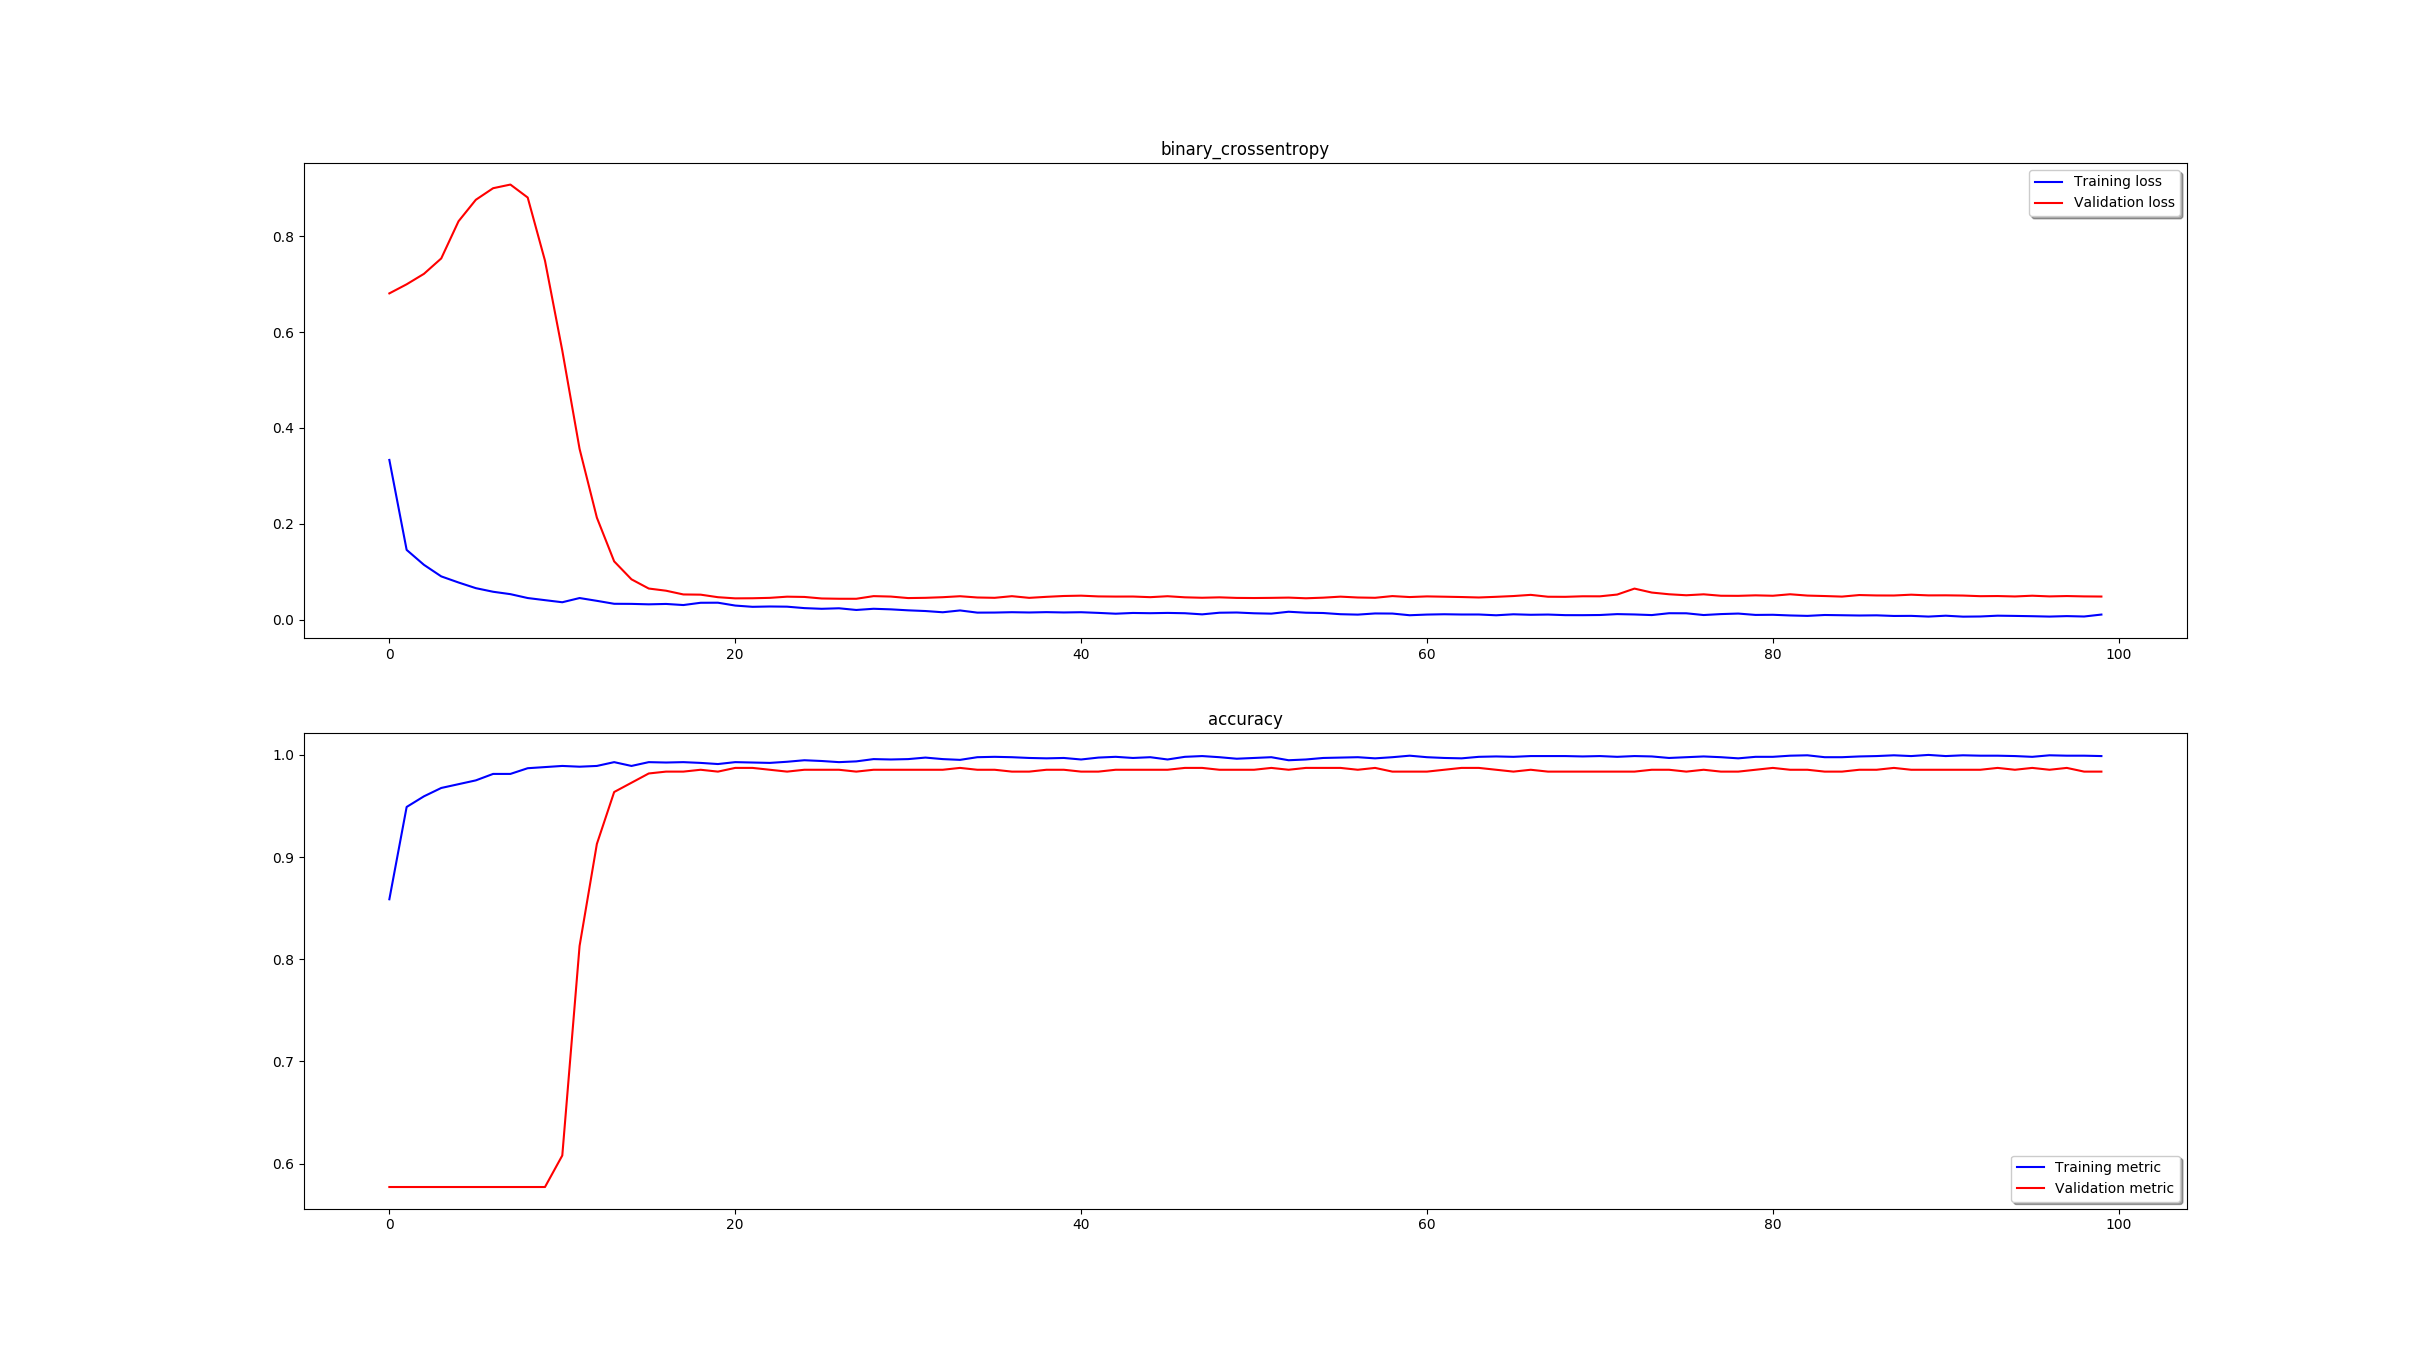 binary_crossentropy
Training loss
Validation loss
0.8
0.6
0.4
0.2
0.0
0 20 40 60 80 100
accuracy
1.0
0.9
0.8
0.7
0.6
Training metric
Validation metric
0 20 40 60 80 100